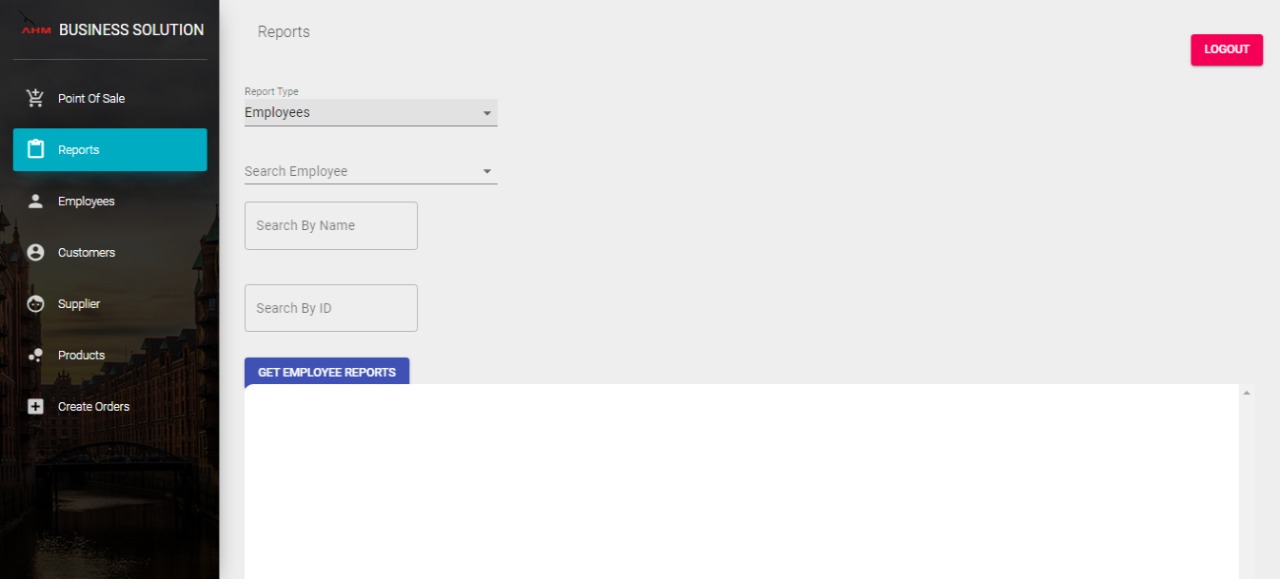 AHM BUSINESS SOLUTION
Point Of Sale
Reports
Employees
Customers
Supplier
Products
Create Orders
Reports
LOGOUT
Report Type
Employees
Search Employee
Search By Name
Search By ID
GET EMPLOYEE REPORTS